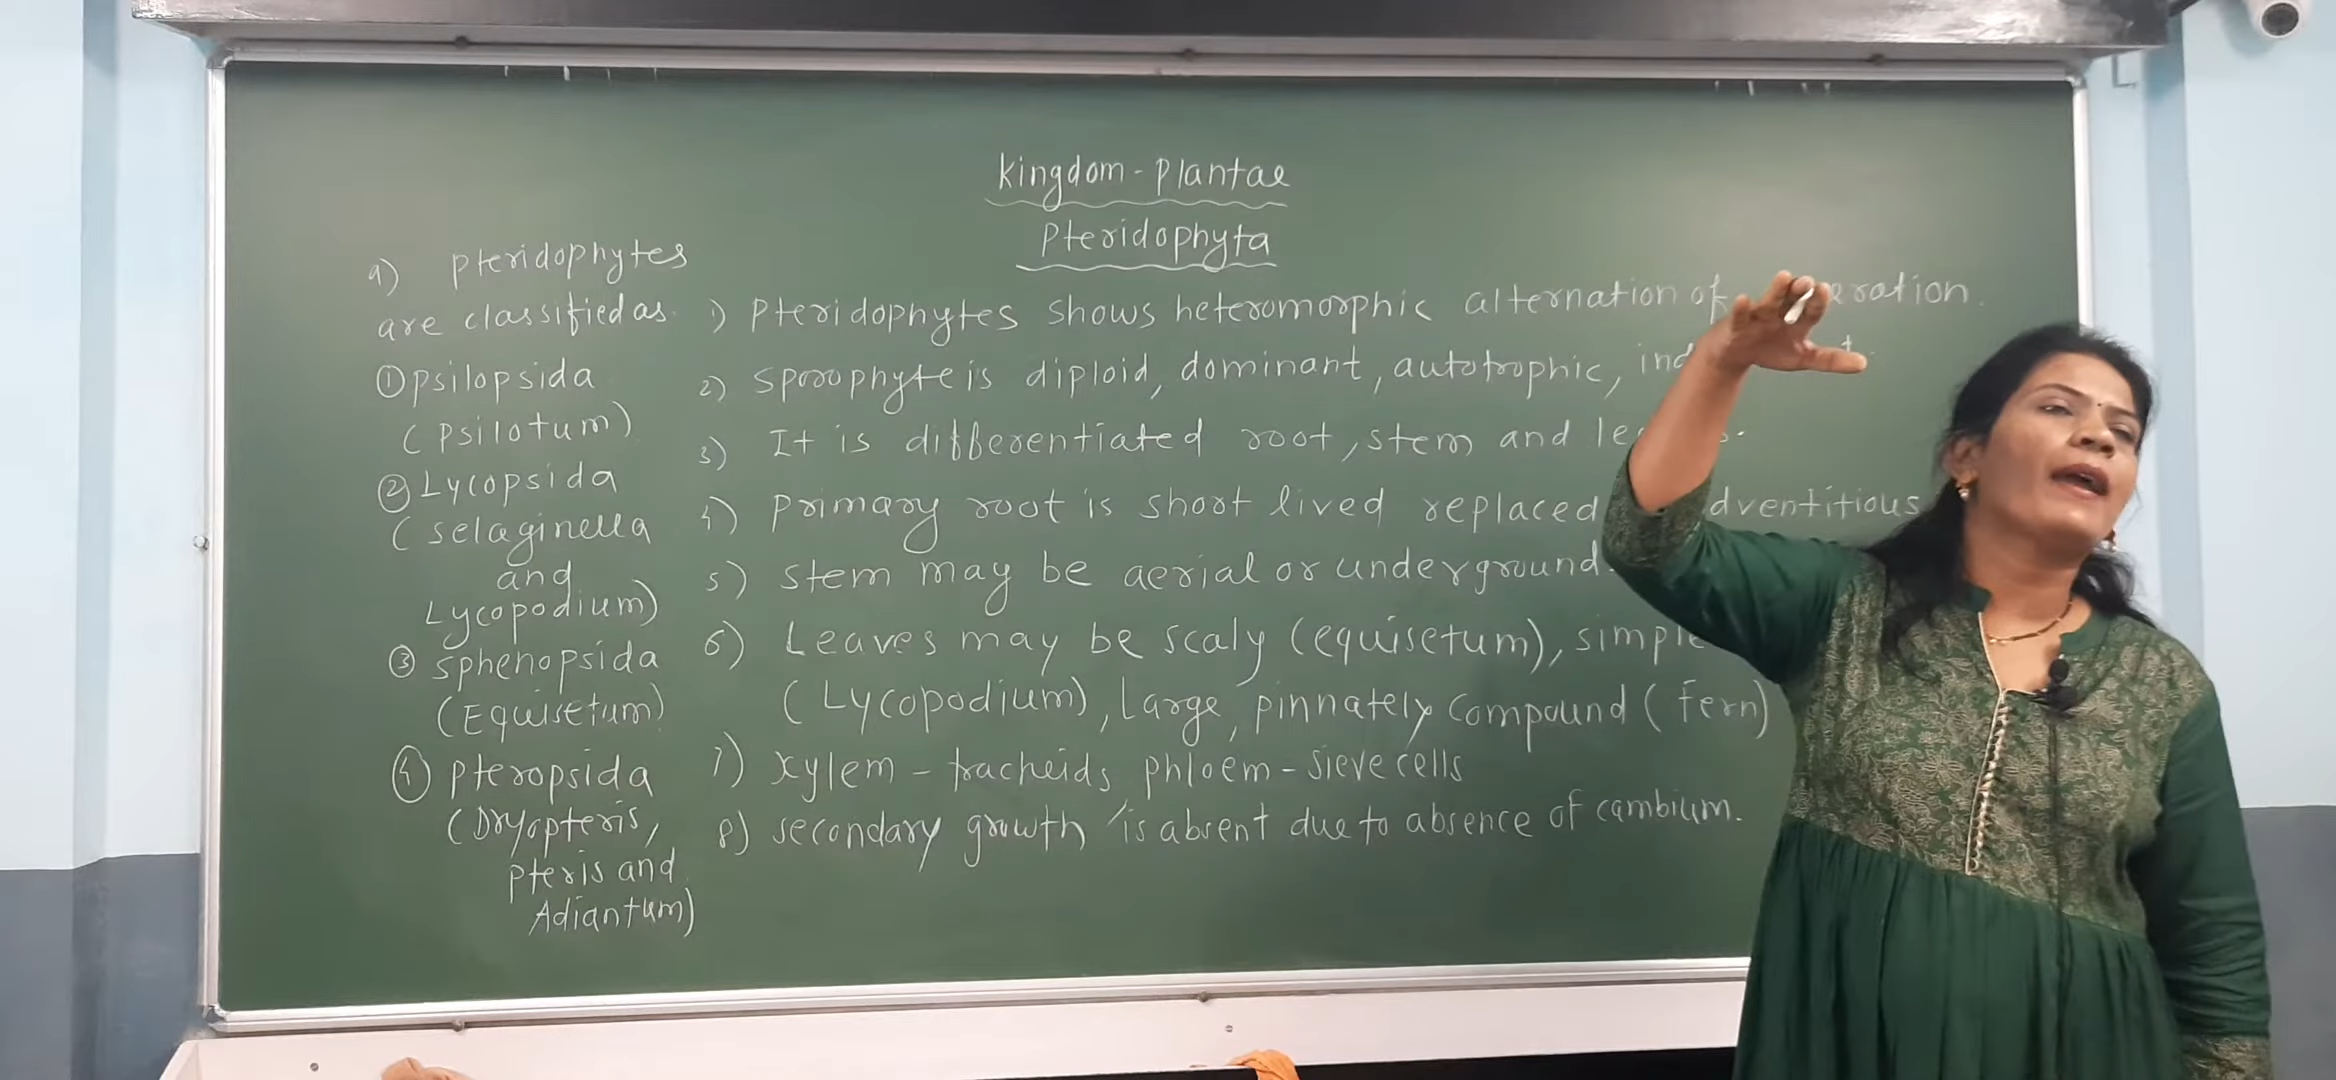 Kingdom - Plantae
Pteridophyta
a) Pteridophytes
are classified as
① Psilopsida
(Psilotum)
② Lycopsida
(Selaginella
and
Lycopodium)
③ Sphenopsida
(Equisetum)
④ Pteropsida
(Dryopteris,
Pteris and
Adiantum)
1) Pteridophytes shows heteromorphic alternation of
2) Sporophyte is diploid, dominant, autotrophic,
3) It is differentiated root, stem and
4) Primary root is short lived replaced
5) Stem may be aerial or underground.
6) Leaves may be scaly (equisetum), simple
(Lycopodium), Large, pinnately compound (Fern)
7) Xylem - tracheids, phloem - sieve cells
8) Secondary growth is absent due to absence of cambium.